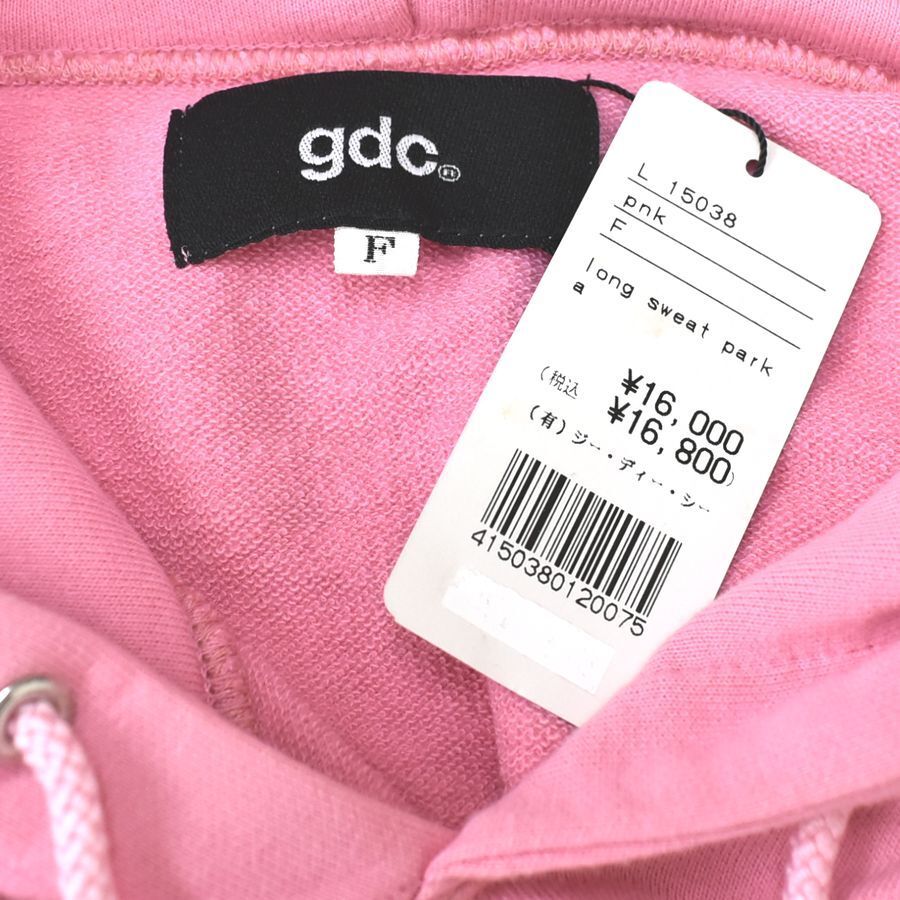 gdc®
F
L 15038
pnk
F
long sweat park
a
¥16,000
(税込 ¥16,800)
(有)ジー・ディー・シー
4150380120075